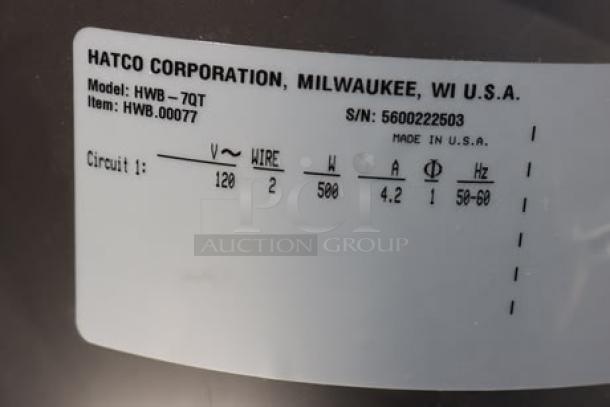 HATCO CORPORATION, MILWAUKEE, WI U.S.A.
Model: HWB-7QT
Item: HWB.00077
S/N: 5600222503
MADE IN U.S.A.
V~ WIRE W A Φ Hz
Circuit 1: 120 2 500 4.2 1 50-60
PCI
AUCTION GROUP